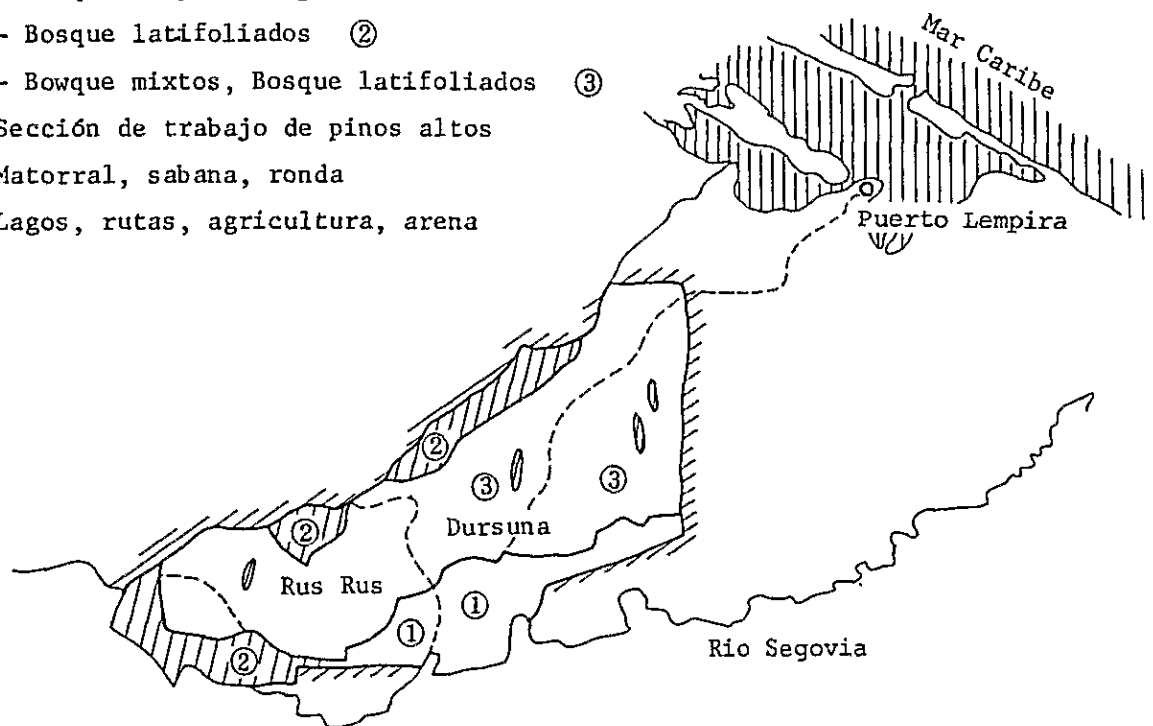 - Bosque latifoliados ②
- Bowque mixtos, Bosque latifoliados ③
Sección de trabajo de pinos altos
Matorral, sabana, ronda
Lagos, rutas, agricultura, arena
Mar Caribe
Puerto Lempira
②
③
③
Dursuna
②
Rus Rus
①
①
②
Río Segovia